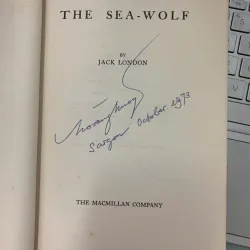 THE SEA-WOLF
BY
JACK LONDON
Saigon October 1973
THE MACMILLAN COMPANY